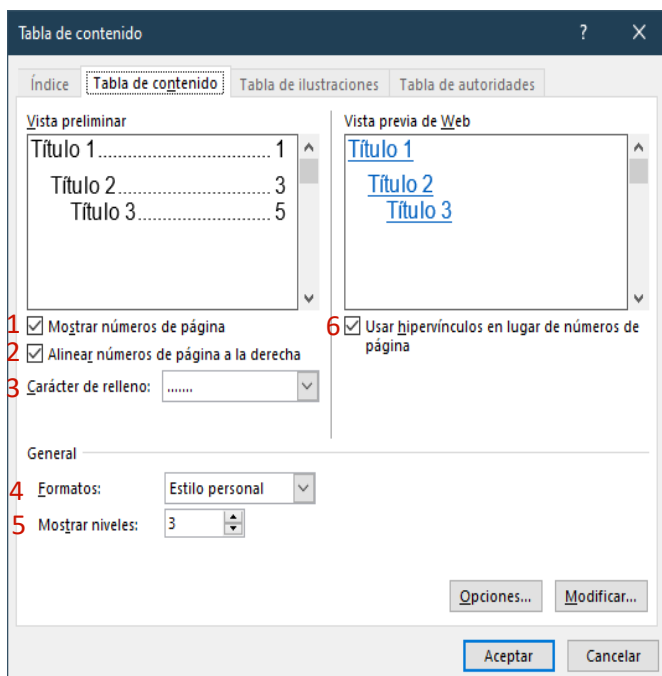 Tabla de contenido ? X
Índice Tabla de contenido Tabla de ilustraciones Tabla de autoridades
Vista preliminar
Título 1.............................. 1
Título 2........................... 3
Título 3....................... 5
Vista previa de Web
Título 1
Título 2
Título 3
1 Mostrar números de página
2 Alinear números de página a la derecha
3 Carácter de relleno: .......
6 Usar hipervínculos en lugar de números de
página
General
4 Formatos: Estilo personal
5 Mostrar niveles: 3
Opciones... Modificar...
Aceptar Cancelar